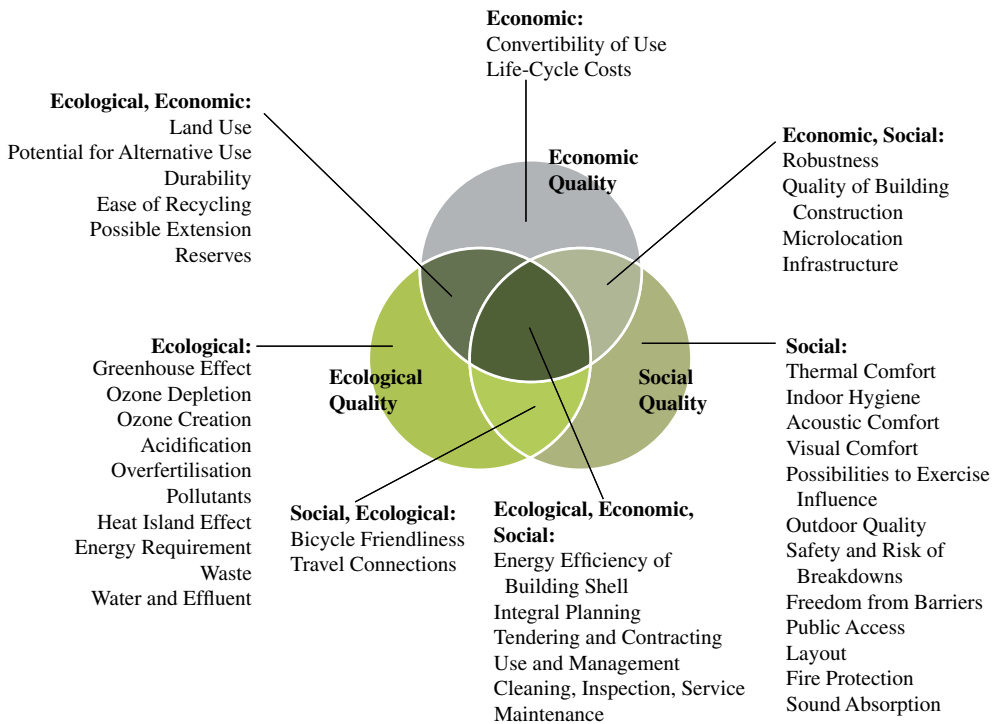 Economic:
Convertibility of Use
Life-Cycle Costs
Ecological, Economic:
Land Use
Potential for Alternative Use
Durability
Ease of Recycling
Possible Extension
Reserves
Economic, Social:
Robustness
Quality of Building
Construction
Microlocation
Infrastructure
Economic
Quality
Ecological
Quality
Social
Quality
Ecological:
Greenhouse Effect
Ozone Depletion
Ozone Creation
Acidification
Overfertilisation
Pollutants
Heat Island Effect
Energy Requirement
Waste
Water and Effluent
Social, Ecological:
Bicycle Friendliness
Travel Connections
Ecological, Economic,
Social:
Energy Efficiency of
Building Shell
Integral Planning
Tendering and Contracting
Use and Management
Cleaning, Inspection, Service
Maintenance
Social:
Thermal Comfort
Indoor Hygiene
Acoustic Comfort
Visual Comfort
Possibilities to Exercise
Influence
Outdoor Quality
Safety and Risk of
Breakdowns
Freedom from Barriers
Public Access
Layout
Fire Protection
Sound Absorption